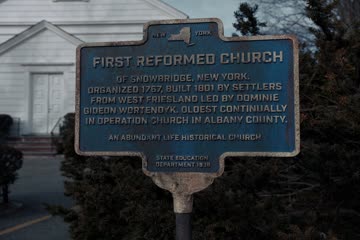 NEW YORK
FIRST REFORMED CHURCH
OF SNOWBRIDGE, NEW YORK.
ORGANIZED 1767, BUILT 1801 BY SETTLERS
FROM WEST FRIESLAND LED BY DOMINIE
GIDEON WORTENDYK. OLDEST CONTINUALLY
IN OPERATION CHURCH IN ALBANY COUNTY.
AN ABUNDANT LIFE HISTORICAL CHURCH
STATE EDUCATION
DEPARTMENT 1936